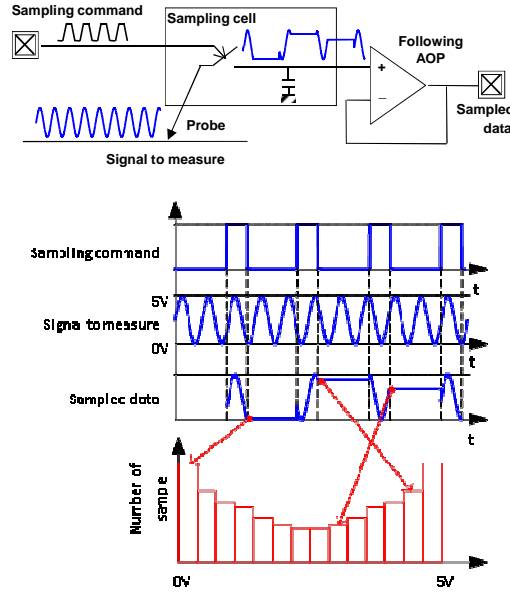 Sampling command
Sampling cell
Following
AOP
+
−
Sampled
data
Probe
Signal to measure
Sampling command
t
5V
Signal to measure
0V
t
Sampled data
t
Number of
sample
0V
5V